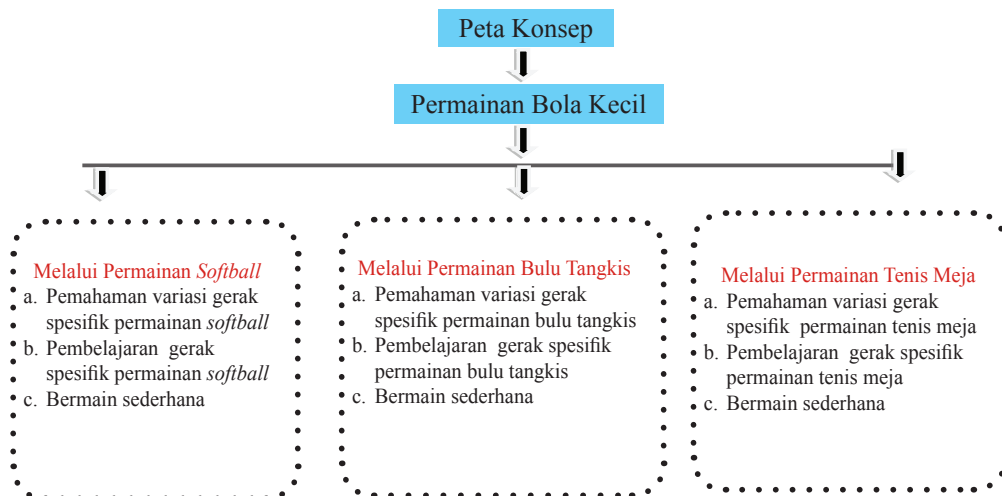 Peta Konsep
Permainan Bola Kecil
Melalui Permainan Softball
a. Pemahaman variasi gerak
spesifik permainan softball
b. Pembelajaran gerak
spesifik permainan softball
c. Bermain sederhana
Melalui Permainan Bulu Tangkis
a. Pemahaman variasi gerak
spesifik permainan bulu tangkis
b. Pembelajaran gerak spesifik
permainan bulu tangkis
c. Bermain sederhana
Melalui Permainan Tenis Meja
a. Pemahaman variasi gerak
spesifik permainan tenis meja
b. Pembelajaran gerak spesifik
permainan tenis meja
c. Bermain sederhana